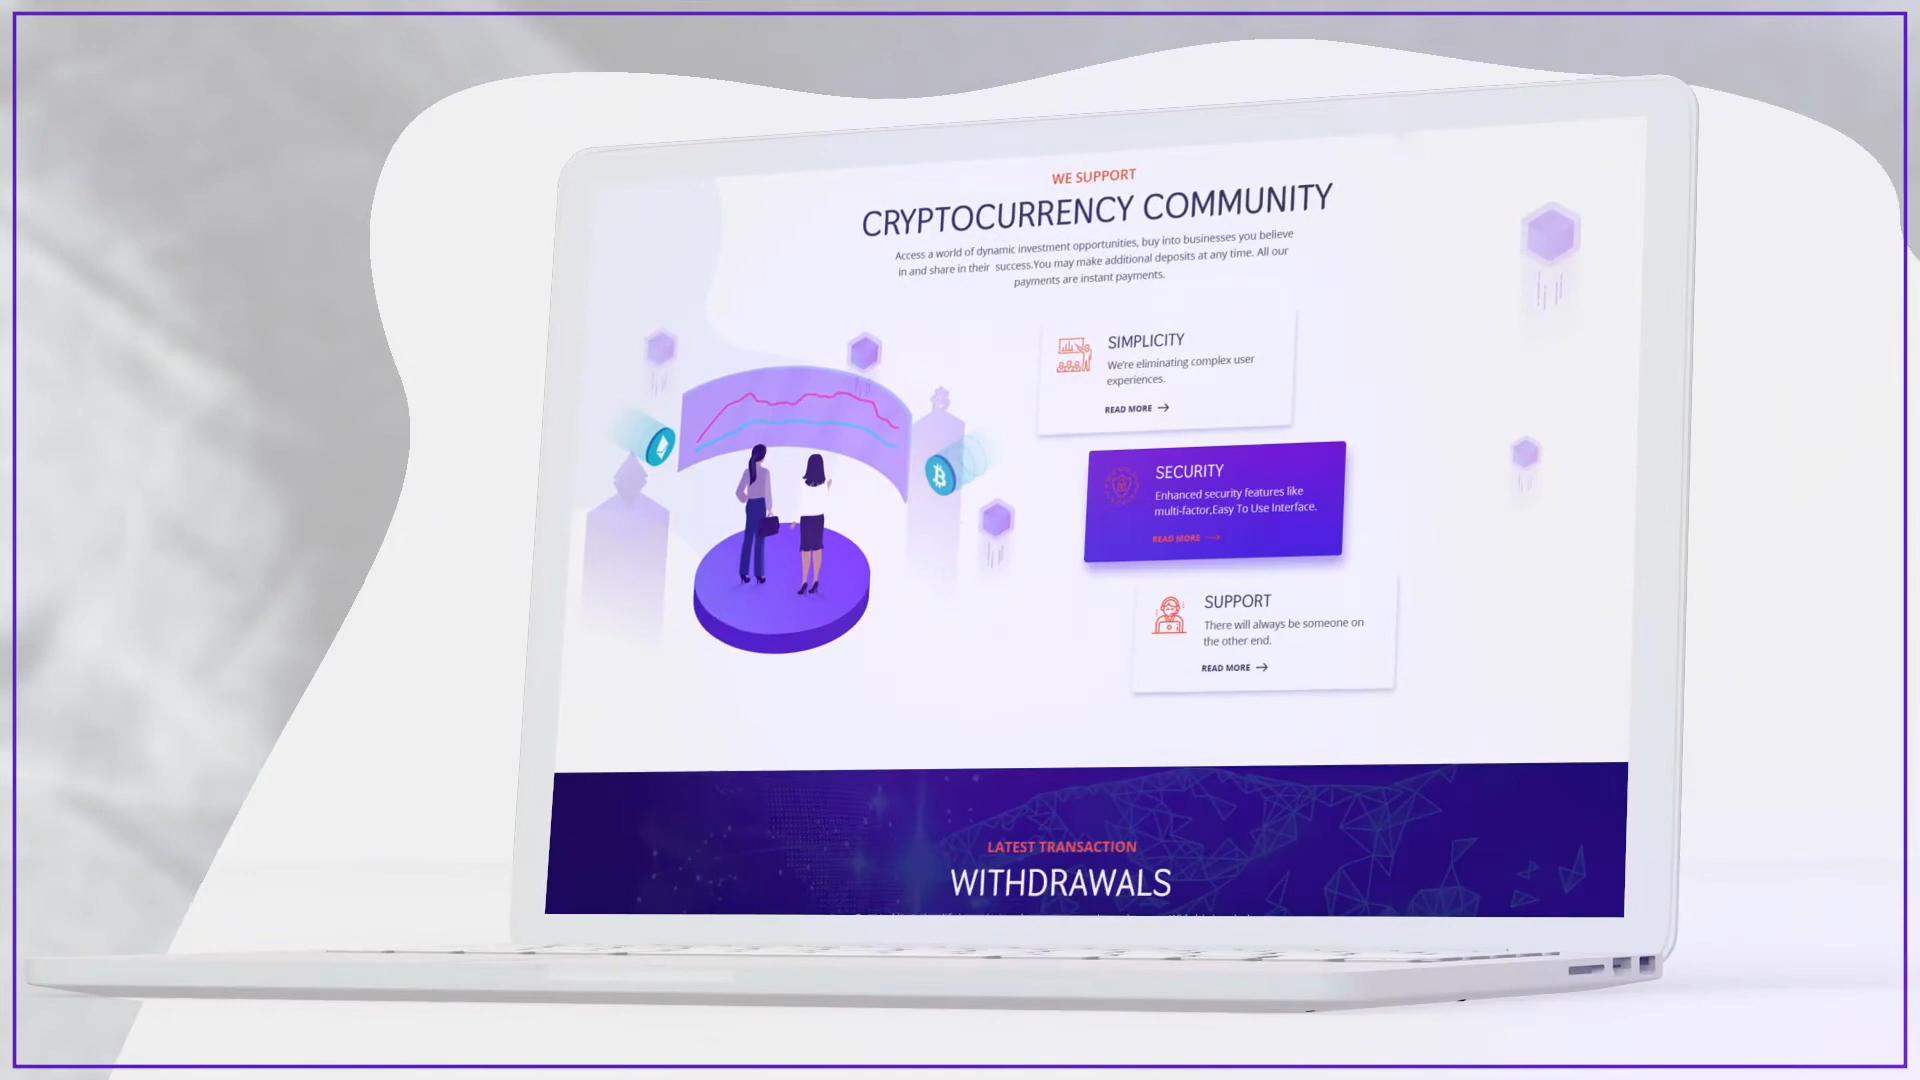 WE SUPPORT
CRYPTOCURRENCY COMMUNITY
Access a world of dynamic investment opportunities, buy into businesses you believe
in and share in their success.You may make additional deposits at any time. All our
payments are instant payments.
SIMPLICITY
We're eliminating complex user
experiences.
READ MORE
SECURITY
Enhanced security features like
multi-factor,Easy To Use Interface.
READ MORE
SUPPORT
There will always be someone on
the other end.
READ MORE
LATEST TRANSACTION
WITHDRAWALS